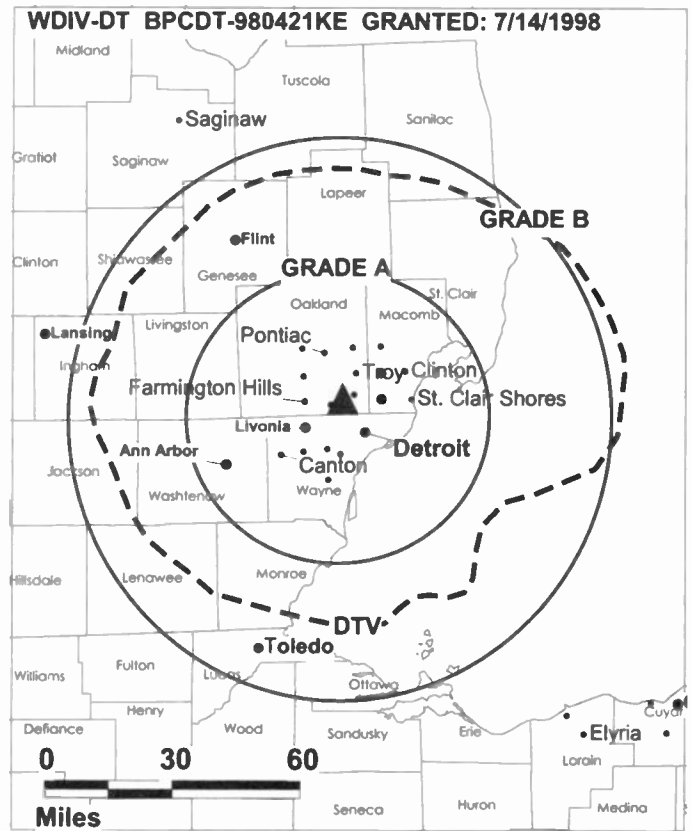 WDIV-DT BPCDT-980421KE GRANTED: 7/14/1998
Midland
Tuscola
Saginaw
Sanilac
Gratiot
Saginaw
Lapeer
GRADE B
Flint
Clinton
Shiawassee
GRADE A
Genesee
St. Clair
Oakland
Macomb
Livingston
Lansing
Pontiac
Ingham
Troy
Clinton
Farmington Hills
St. Clair Shores
Livonia
Ann Arbor
Detroit
Canton
Jackson
Wayne
Washtenaw
Monroe
Hillsdale
Lenawee
DTV
Toledo
Fulton
Williams
Lucas
Ottawa
Henry
Cuyah
Defiance
Wood
Sandusky
Erie
Elyria
0 30 60
Lorain
Miles
Seneca
Huron
Medina